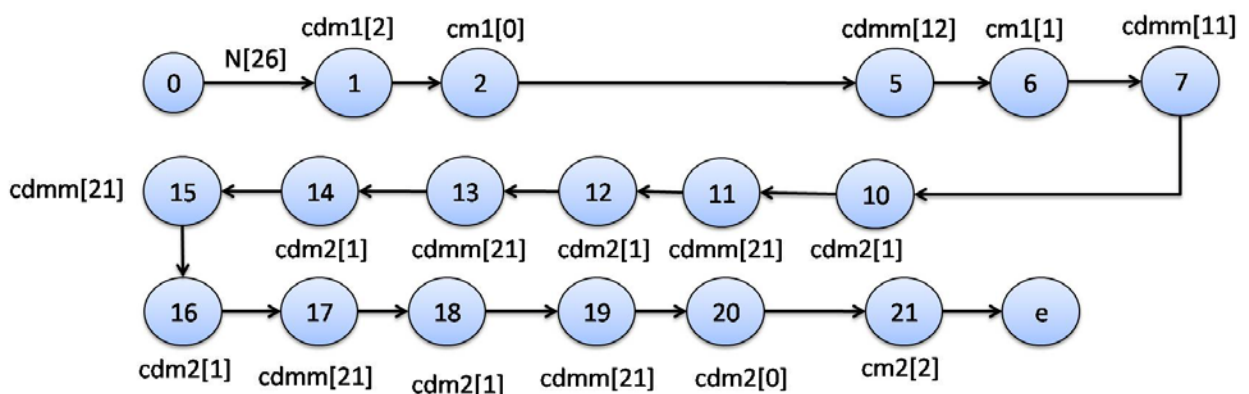 cdm1[2] cm1[0] cdmm[12] cm1[1] cdmm[11]
N[26]
0 1 2 5 6 7
cdmm[21] 15 14 13 12 11 10
cdm2[1] cdmm[21] cdm2[1] cdmm[21] cdm2[1]
16 17 18 19 20 21 e
cdm2[1] cdmm[21] cdm2[1] cdmm[21] cdm2[0] cm2[2]